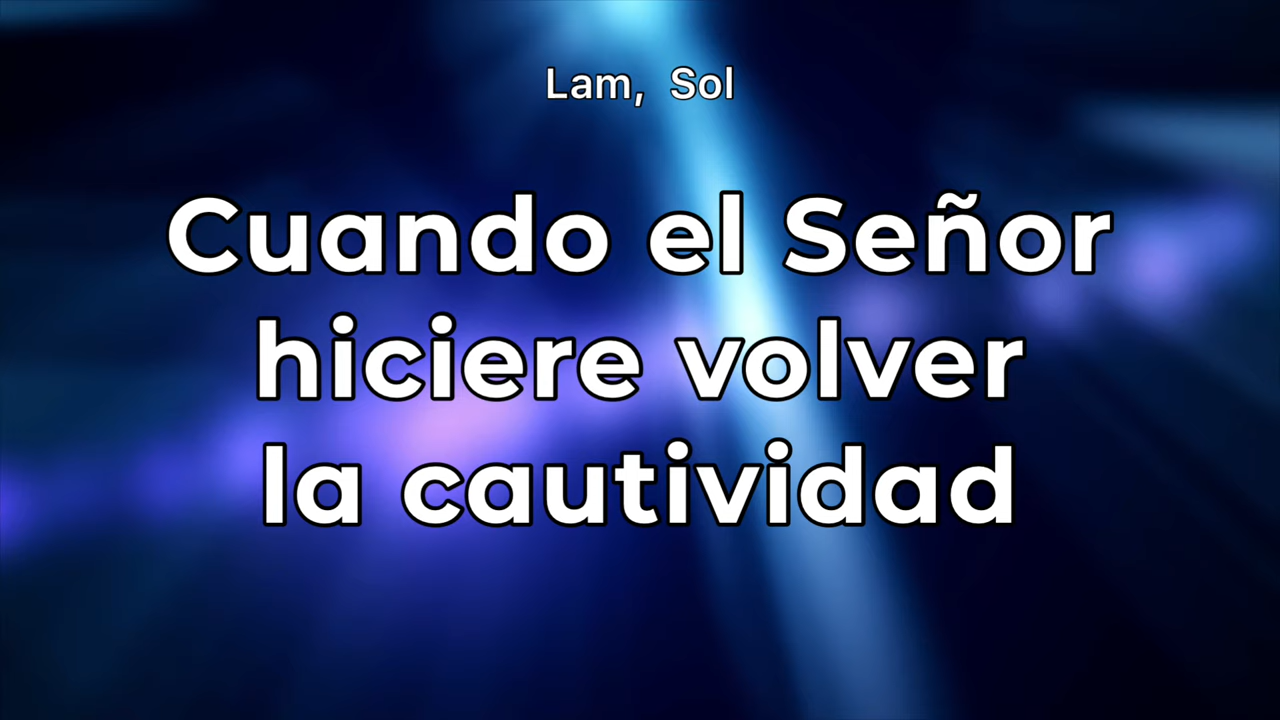 Lam, Sol
Cuando el Señor
hiciere volver
la cautividad